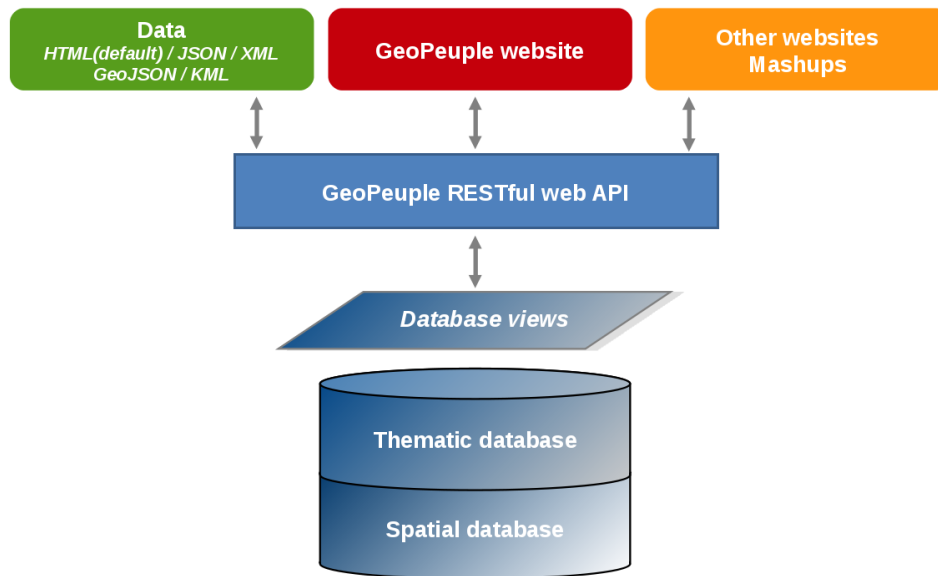 Data
HTML(default) / JSON / XML
GeoJSON / KML
GeoPeuple website
Other websites
Mashups
GeoPeuple RESTful web API
Database views
Thematic database
Spatial database